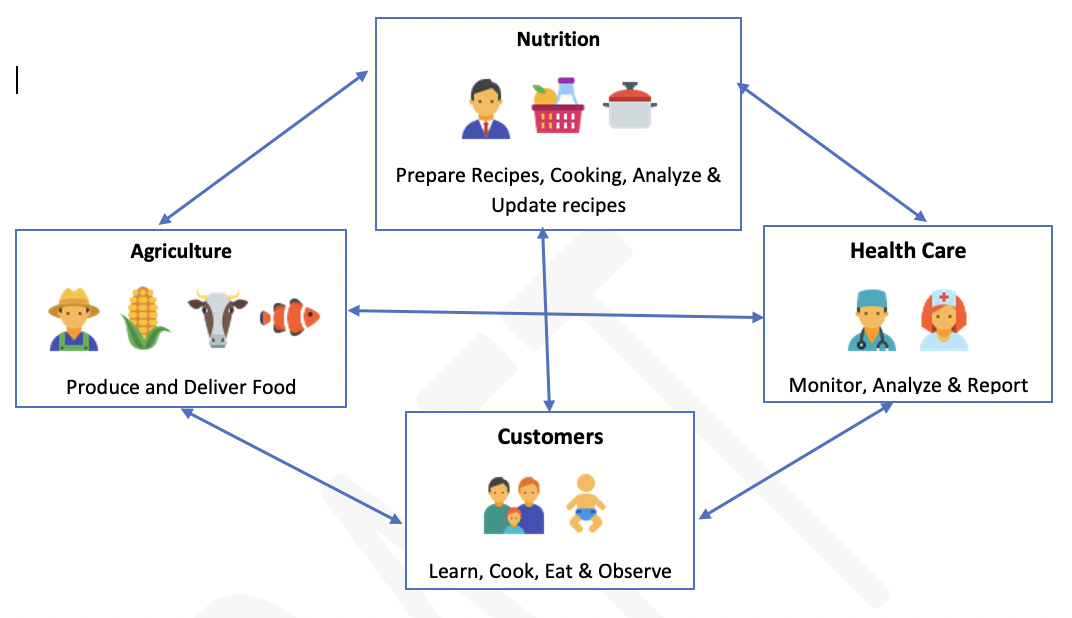 Nutrition
Prepare Recipes, Cooking, Analyze &
Update recipes
Agriculture
Produce and Deliver Food
Health Care
Monitor, Analyze & Report
Customers
Learn, Cook, Eat & Observe